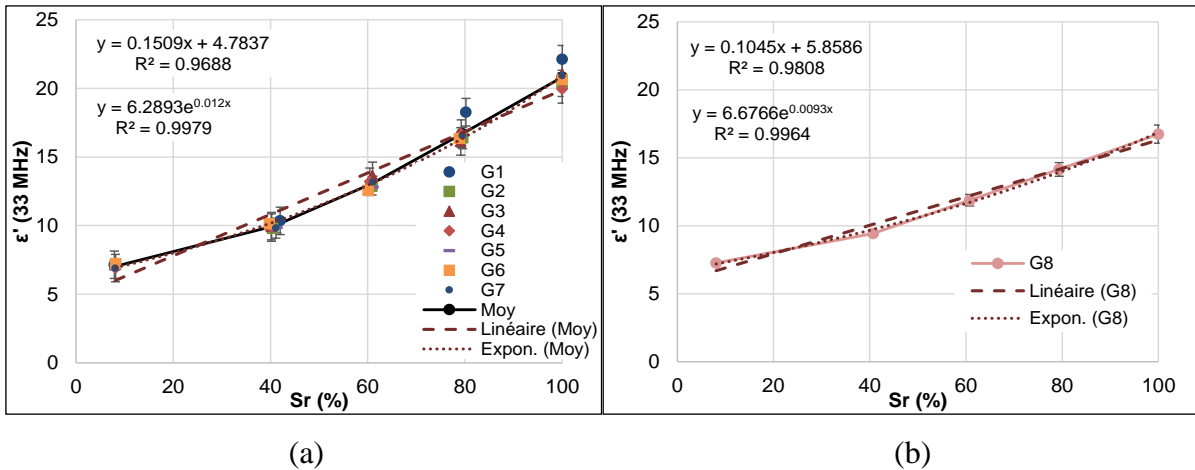 25
20
15
10
5
0
ε' (33 MHz)
y = 0.1509x + 4.7837
R² = 0.9688
y = 6.2893e^0.012x
R² = 0.9979
G1
G2
G3
G4
G5
G6
G7
Moy
Linéaire (Moy)
Expon. (Moy)
0 20 40 60 80 100
Sr (%)
(a)
25
20
15
10
5
0
ε' (33 MHz)
y = 0.1045x + 5.8586
R² = 0.9808
y = 6.6766e^0.0093x
R² = 0.9964
G8
Linéaire (G8)
Expon. (G8)
0 20 40 60 80 100
Sr (%)
(b)